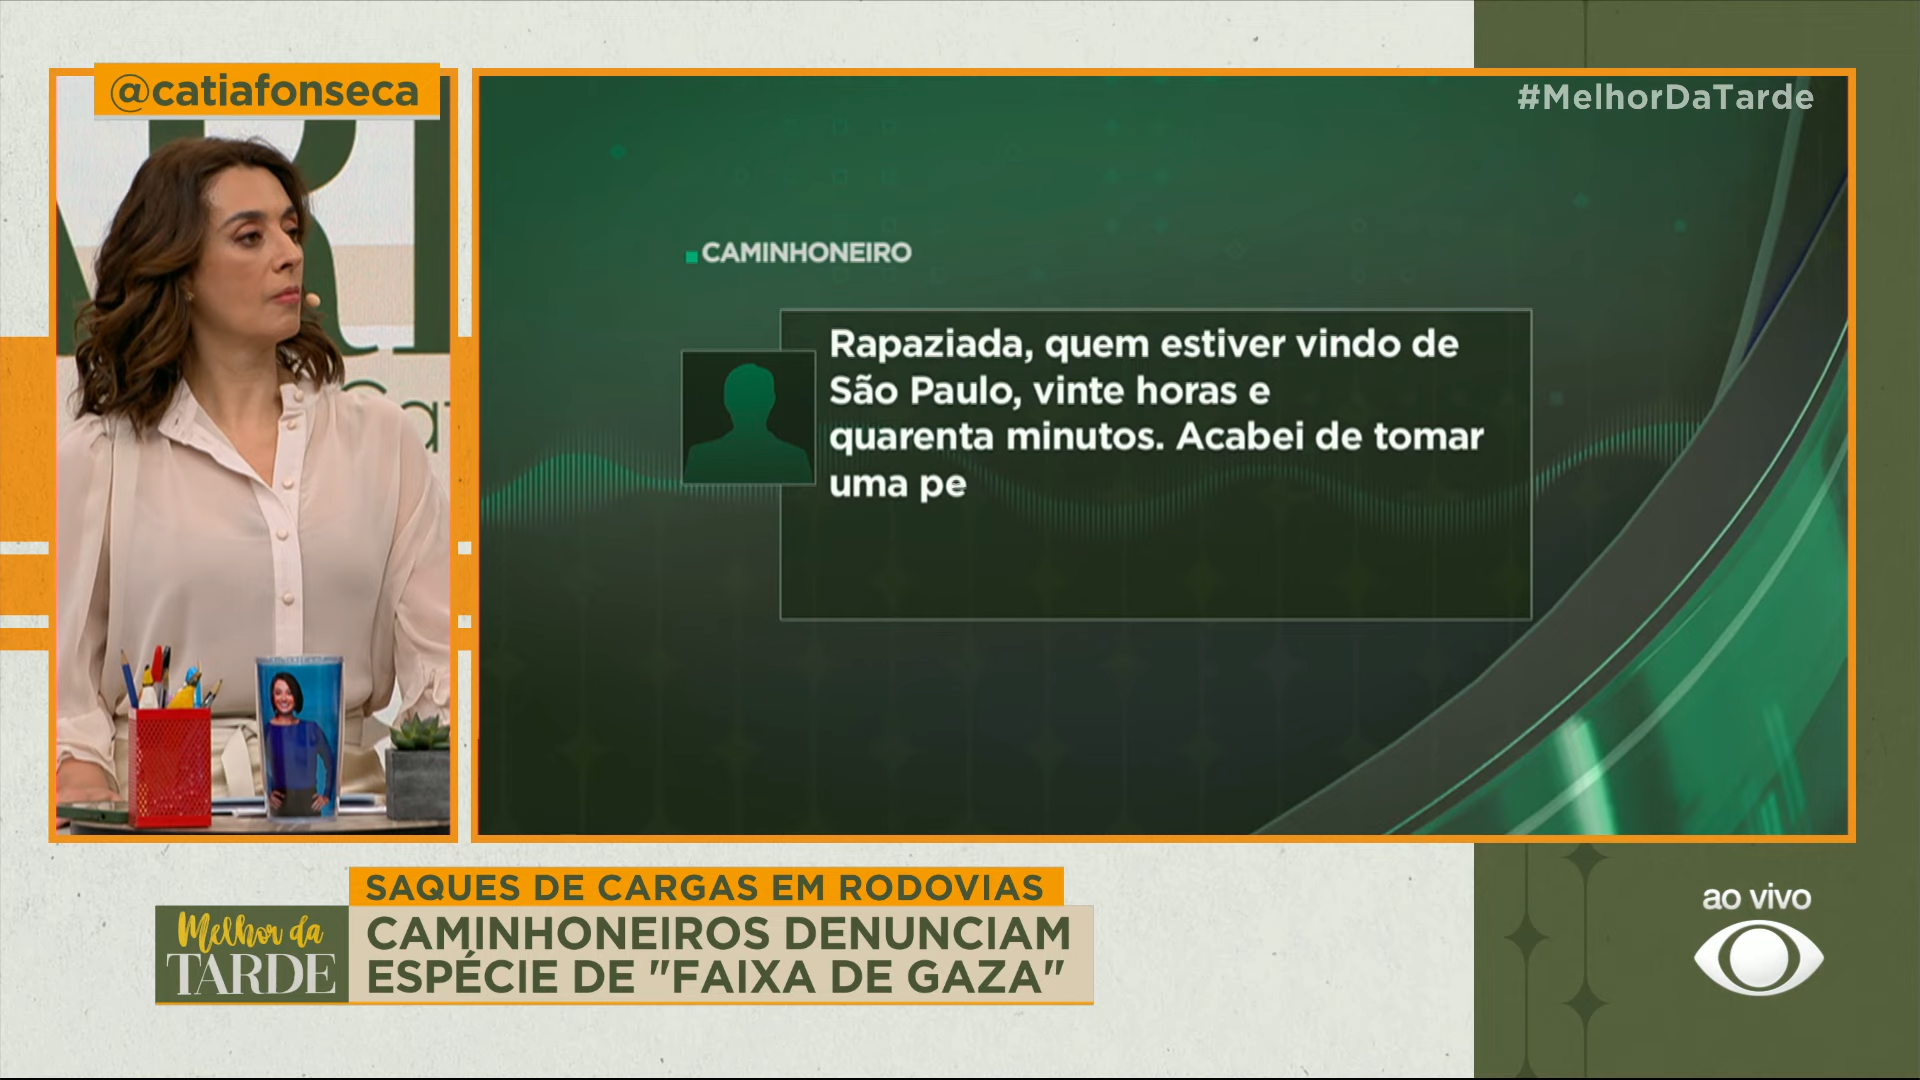 @catiafonseca
#MelhorDaTarde
CAMINHONEIRO
Rapaziada, quem estiver vindo de
São Paulo, vinte horas e
quarenta minutos. Acabei de tomar
uma pe
SAQUES DE CARGAS EM RODOVIAS
Melhor da
TARDE
CAMINHONEIROS DENUNCIAM
ESPÉCIE DE "FAIXA DE GAZA"
ao vivo